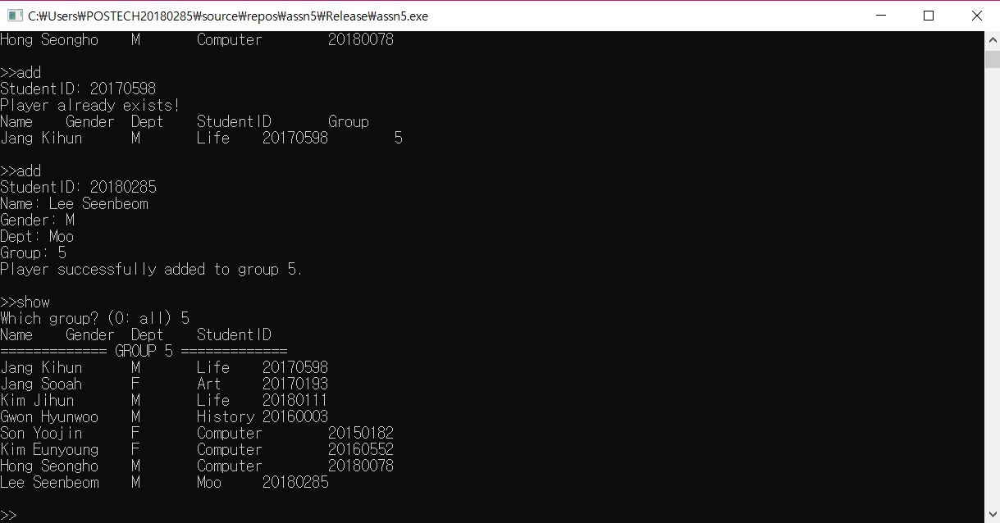 C:₩Users₩POSTECH20180285₩source₩repos₩assn5₩Release₩assn5.exe
Hong Seongho    M       Computer        20180078
>>add
StudentID: 20170598
Player already exists!
Name    Gender  Dept    StudentID       Group
Jang Kihun      M       Life    20170598        5
>>add
StudentID: 20180285
Name: Lee Seenbeom
Gender: M
Dept: Moo
Group: 5
Player successfully added to group 5.
>>show
Which group? (0: all) 5
Name    Gender  Dept    StudentID
============= GROUP 5 =============
Jang Kihun      M       Life    20170598
Jang Sooah      F       Art     20170193
Kim Jihun       M       Life    20180111
Gwon Hyunwoo    M       History 20160003
Son Yoojin      F       Computer        20150182
Kim Eunyoung    F       Computer        20160552
Hong Seongho    M       Computer        20180078
Lee Seenbeom    M       Moo     20180285
>>